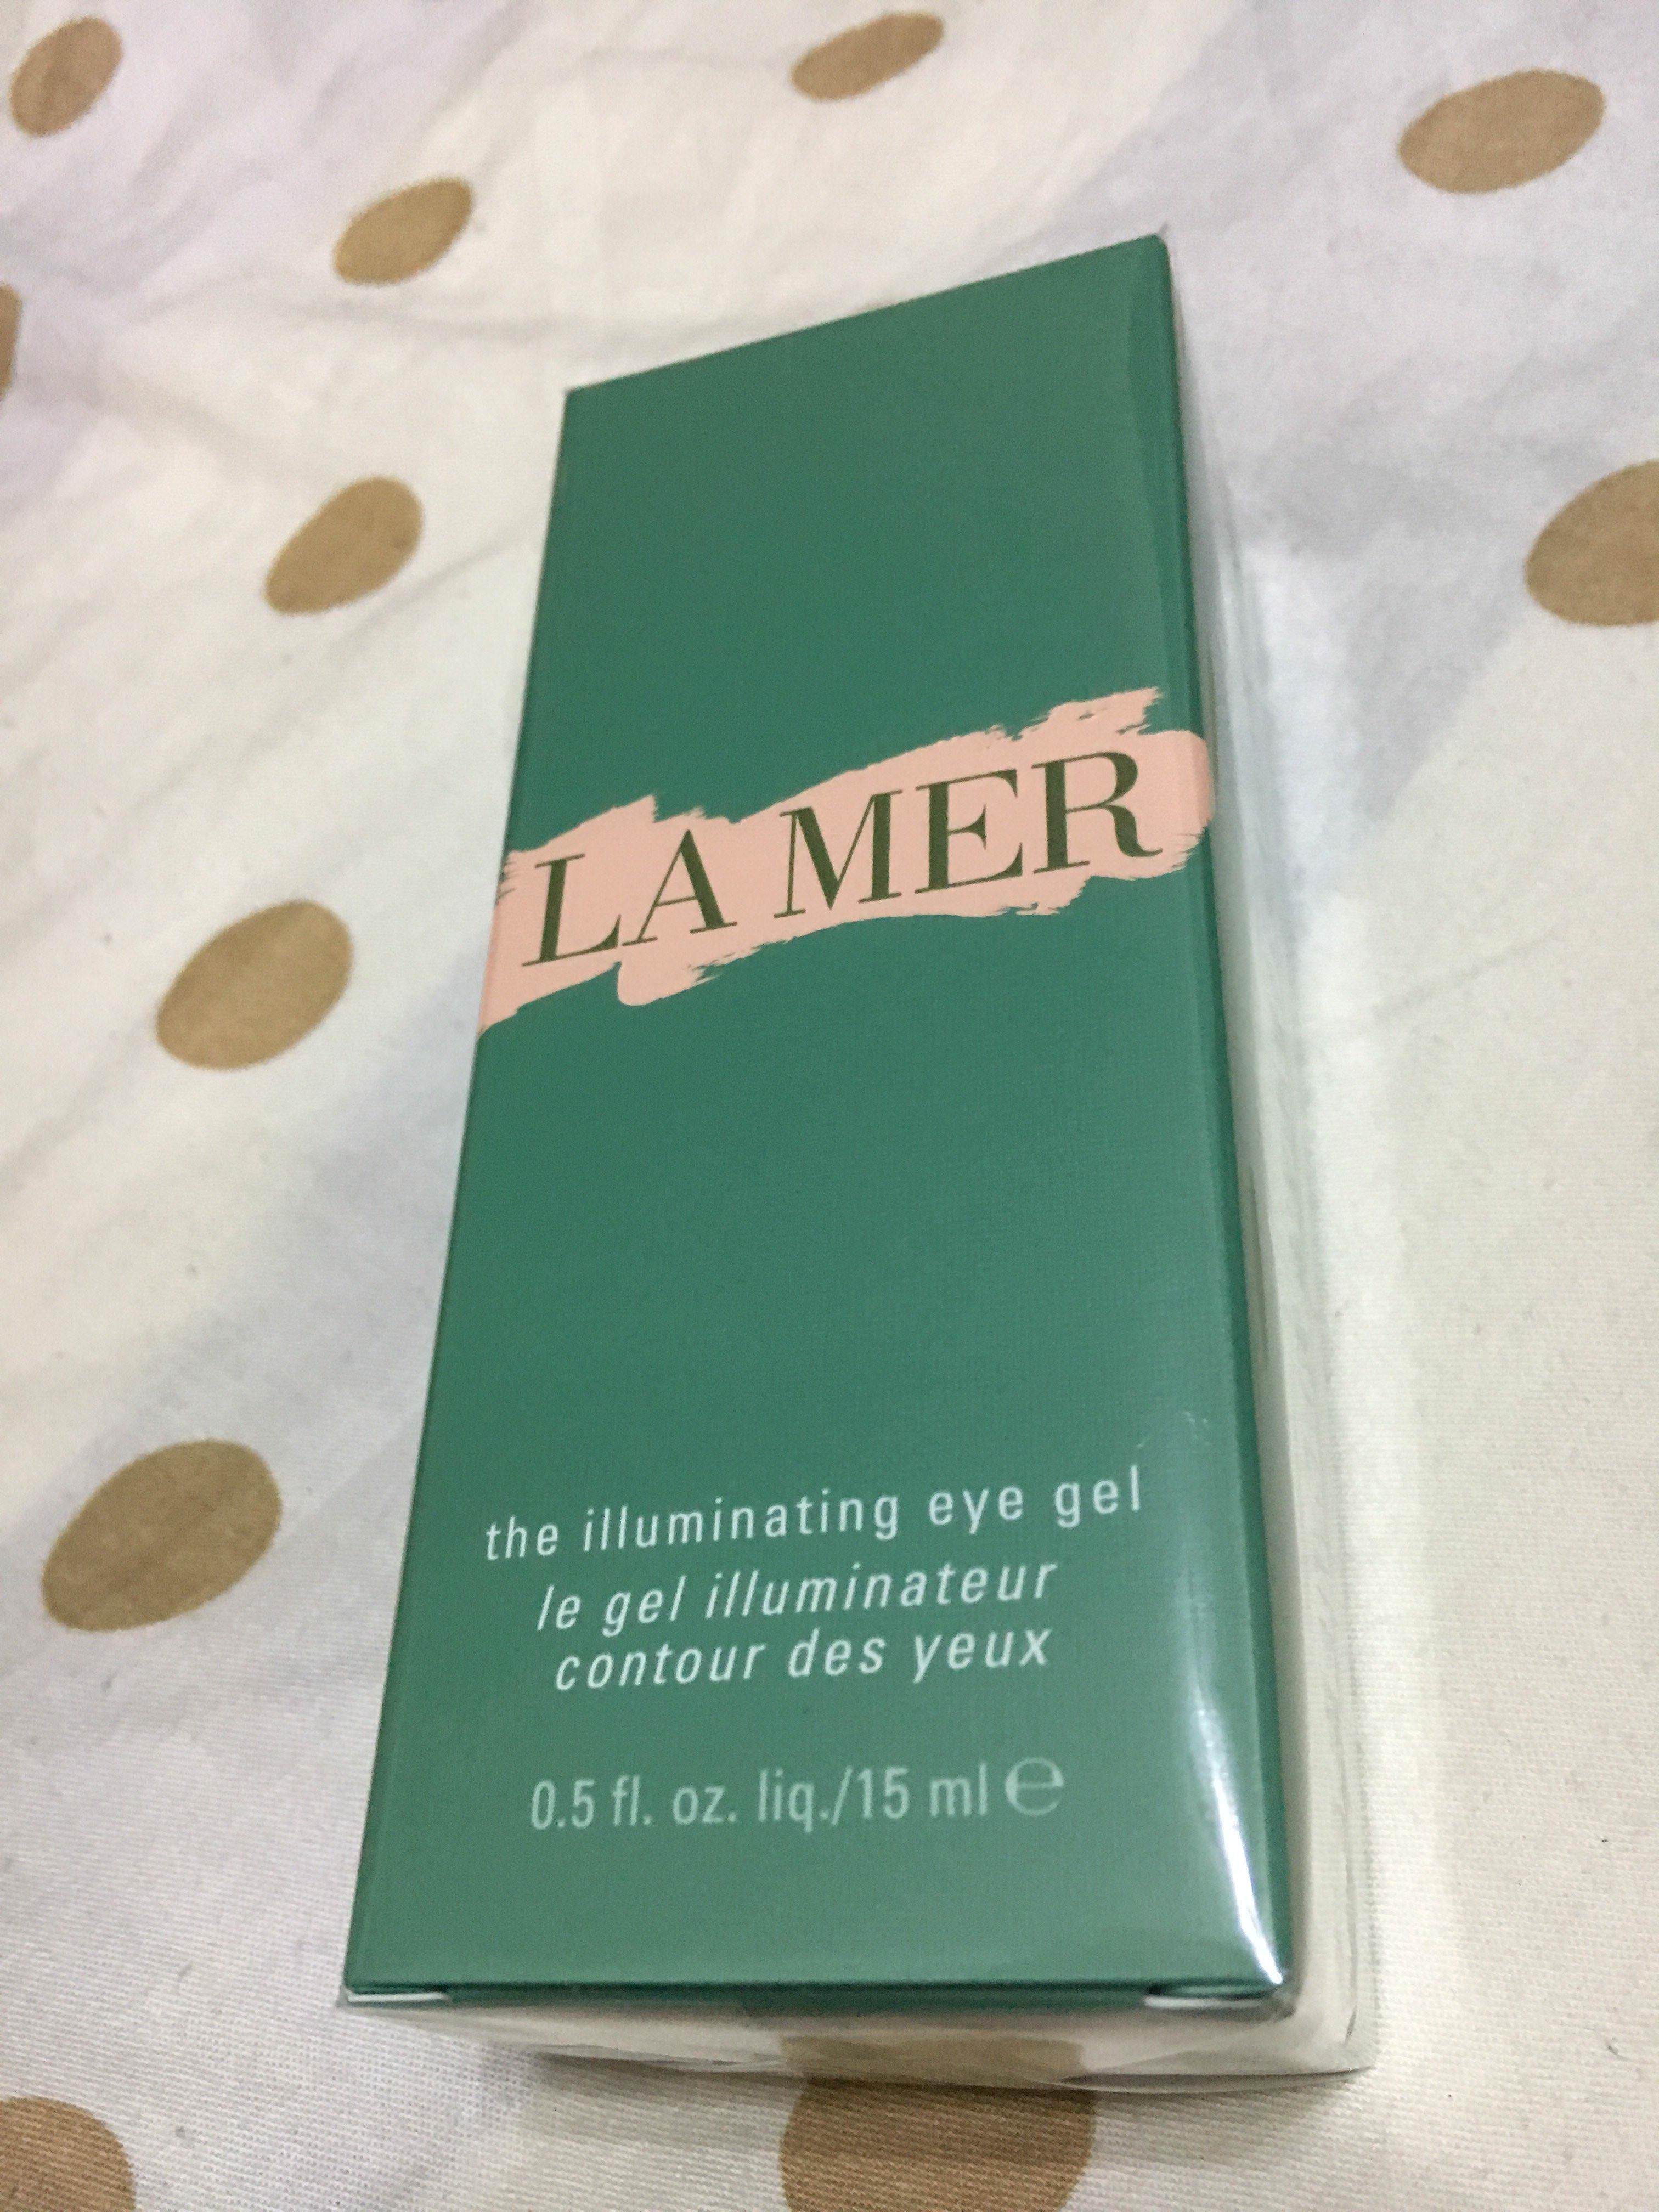 LA MER
the illuminating eye gel
le gel illuminateur
contour des yeux
0.5 fl. oz. liq./15 ml ℮